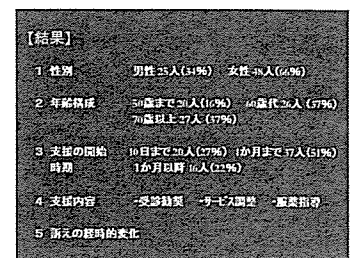 【結果】
1 性別 男性 25人(34%) 女性 48人(66%)
2 年齢構成 50歳まで 20人(16%) 60歳代 26人(37%)
70歳以上 27人(37%)
3 支援の開始 10日まで 20人(27%) 1か月まで 37人(51%)
時期 1か月以降 16人(22%)
4 支援内容 -受診勧奨 -サービス調整 -服薬指導
5 訴えの経時的変化